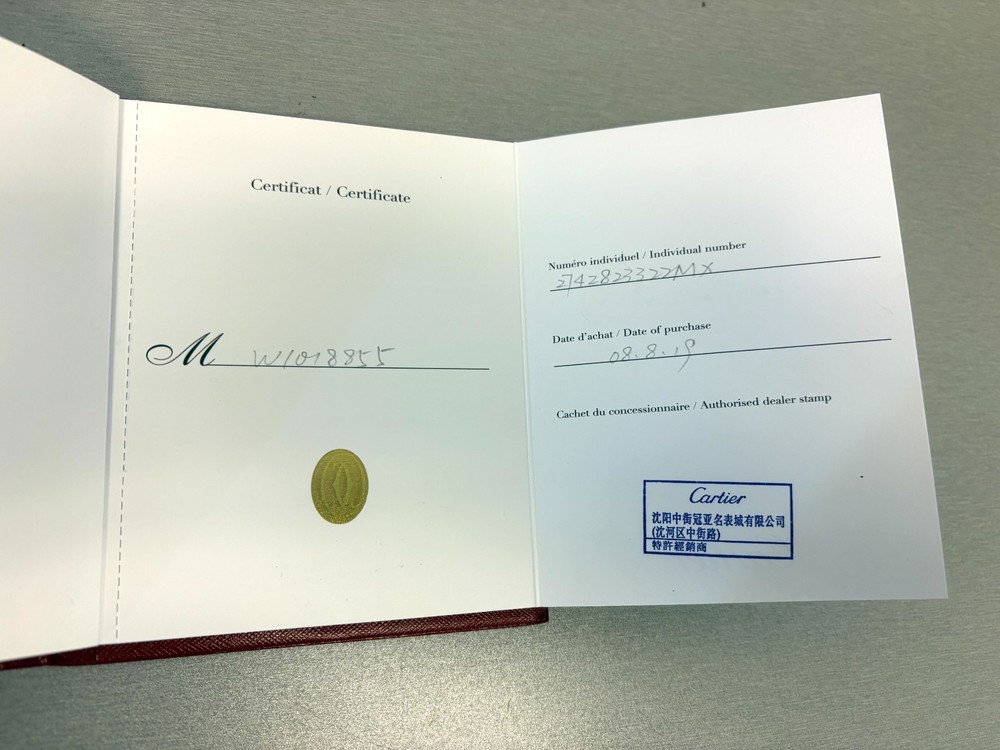 Certificat / Certificate
M W1018855
Numéro individuel / Individual number
2742823322MX
Date d'achat / Date of purchase
08.8.19
Cachet du concessionnaire / Authorised dealer stamp
Cartier
沈阳中街冠亚名表城有限公司
(沈河区中街路)
特許經銷商